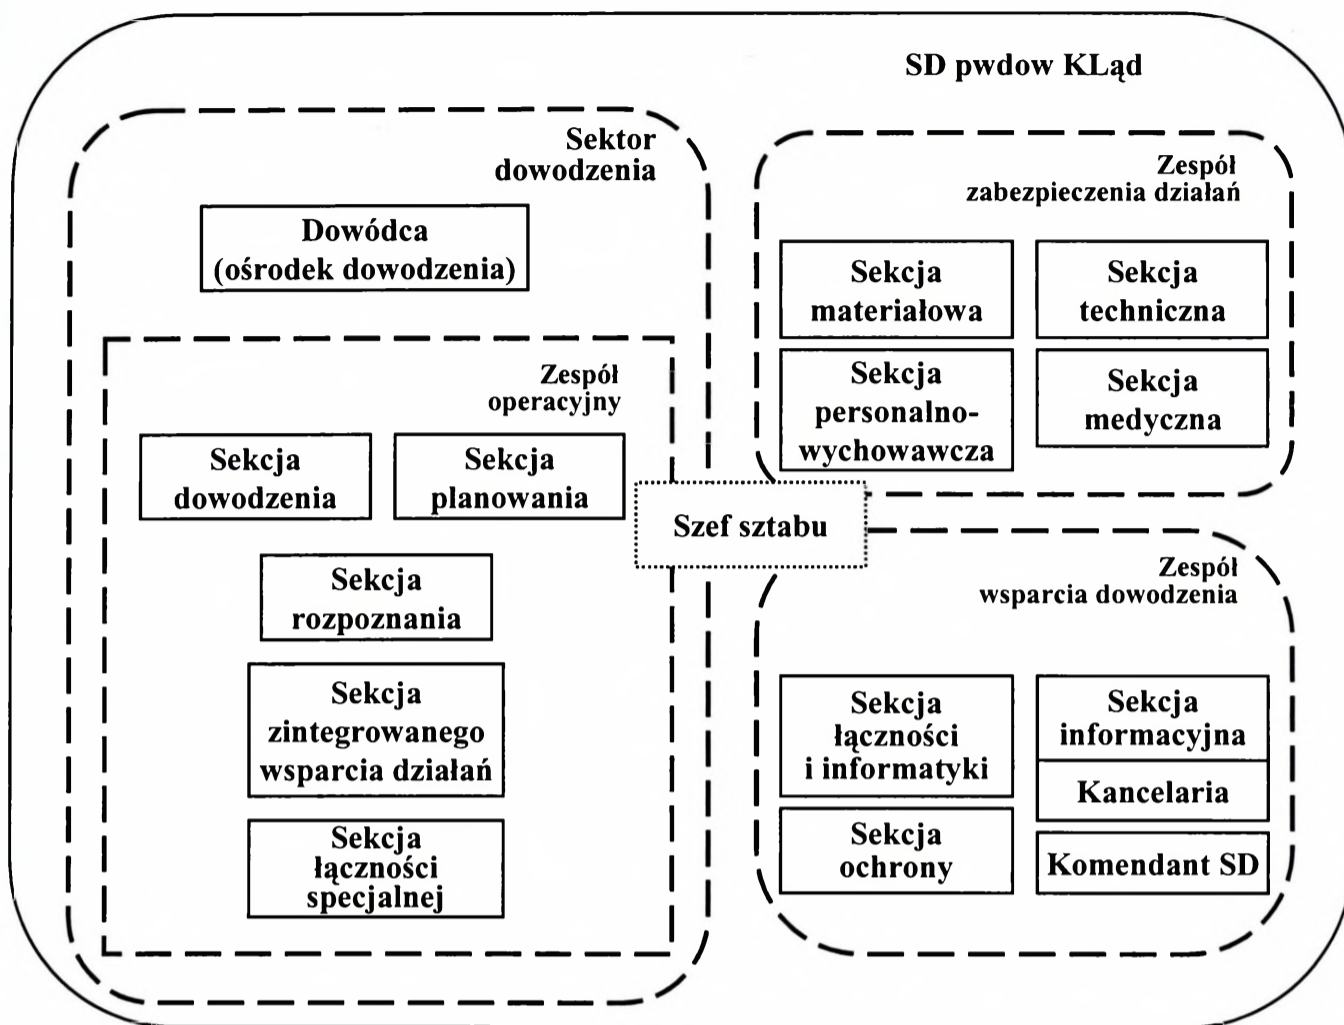 SD pwdow KLąd
Sektor
dowodzenia
Dowódca
(ośrodek dowodzenia)
Zespół
operacyjny
Sekcja
dowodzenia
Sekcja
planowania
Sekcja
rozpoznania
Sekcja
zintegrowanego
wsparcia działań
Sekcja
łączności
specjalnej
Szef sztabu
Zespół
zabezpieczenia działań
Sekcja
materiałowa
Sekcja
techniczna
Sekcja
personalno-
wychowawcza
Sekcja
medyczna
Zespół
wsparcia dowodzenia
Sekcja
łączności
i informatyki
Sekcja
informacyjna
Kancelaria
Sekcja
ochrony
Komendant SD